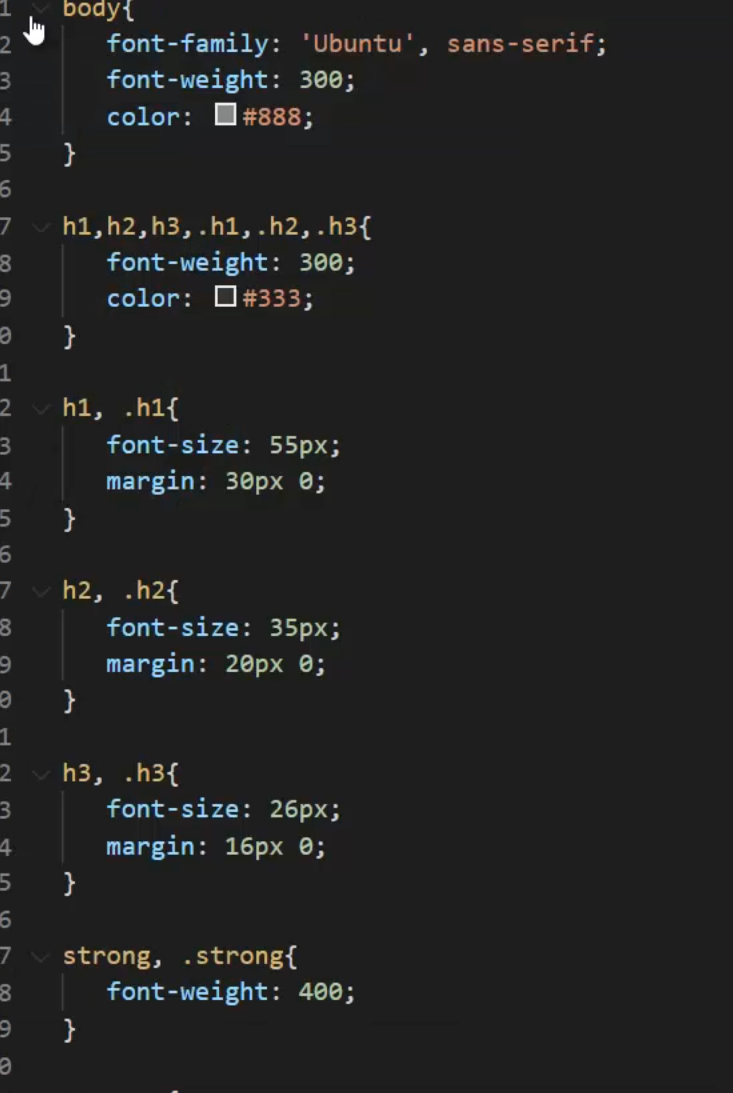 1 body{
2 font-family: 'Ubuntu', sans-serif;
3 font-weight: 300;
4 color: #888;
5 }
6
7 h1,h2,h3,.h1,.h2,.h3{
8 font-weight: 300;
9 color: #333;
0 }
1
2 h1, .h1{
3 font-size: 55px;
4 margin: 30px 0;
5 }
6
7 h2, .h2{
8 font-size: 35px;
9 margin: 20px 0;
0 }
1
2 h3, .h3{
3 font-size: 26px;
4 margin: 16px 0;
5 }
6
7 strong, .strong{
8 font-weight: 400;
9 }
0